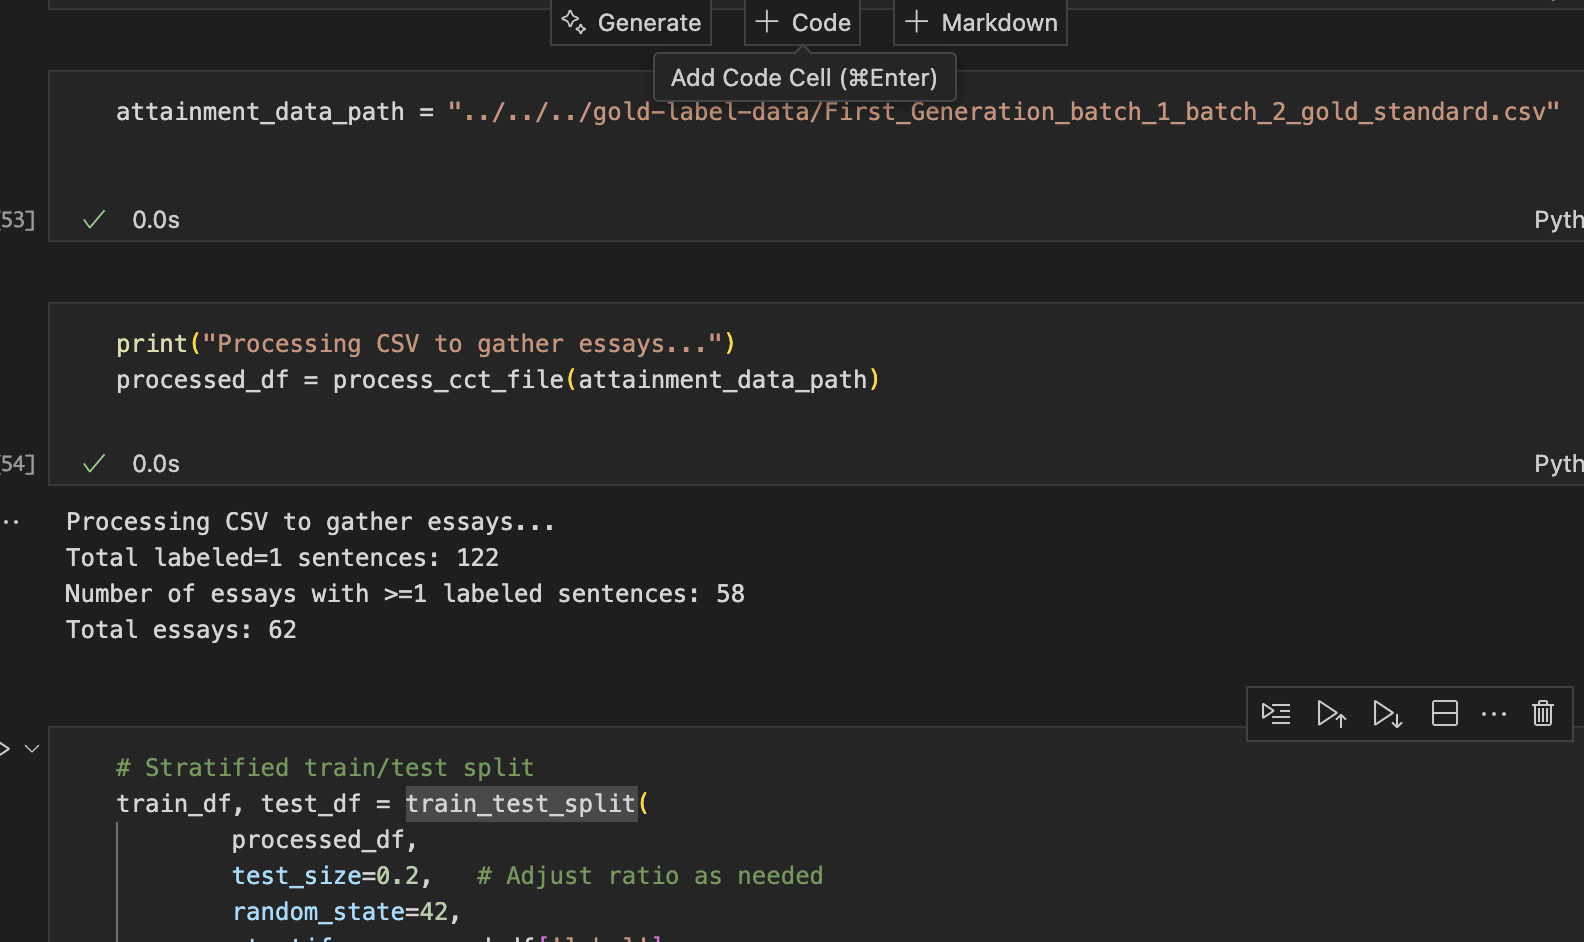 Generate
Code
Markdown
Add Code Cell (⌘Enter)
attainment_data_path = "../../../gold-label-data/First_Generation_batch_1_batch_2_gold_standard.csv"
53]
0.0s
Pyth
print("Processing CSV to gather essays...")
processed_df = process_cct_file(attainment_data_path)
54]
0.0s
Pyth
Processing CSV to gather essays...
Total labeled=1 sentences: 122
Number of essays with >=1 labeled sentences: 58
Total essays: 62
# Stratified train/test split
train_df, test_df = train_test_split(
processed_df,
test_size=0.2,   # Adjust ratio as needed
random_state=42,